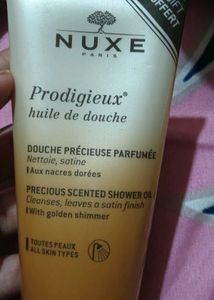 NUXE
PARIS
OFFERT
Prodigieux®
huile de douche
DOUCHE PRÉCIEUSE PARFUMÉE
Nettoie, satine
Aux nacres dorées
PRECIOUS SCENTED SHOWER OIL
Cleanses, leaves a satin finish
With golden shimmer
TOUTES PEAUX
ALL SKIN TYPES